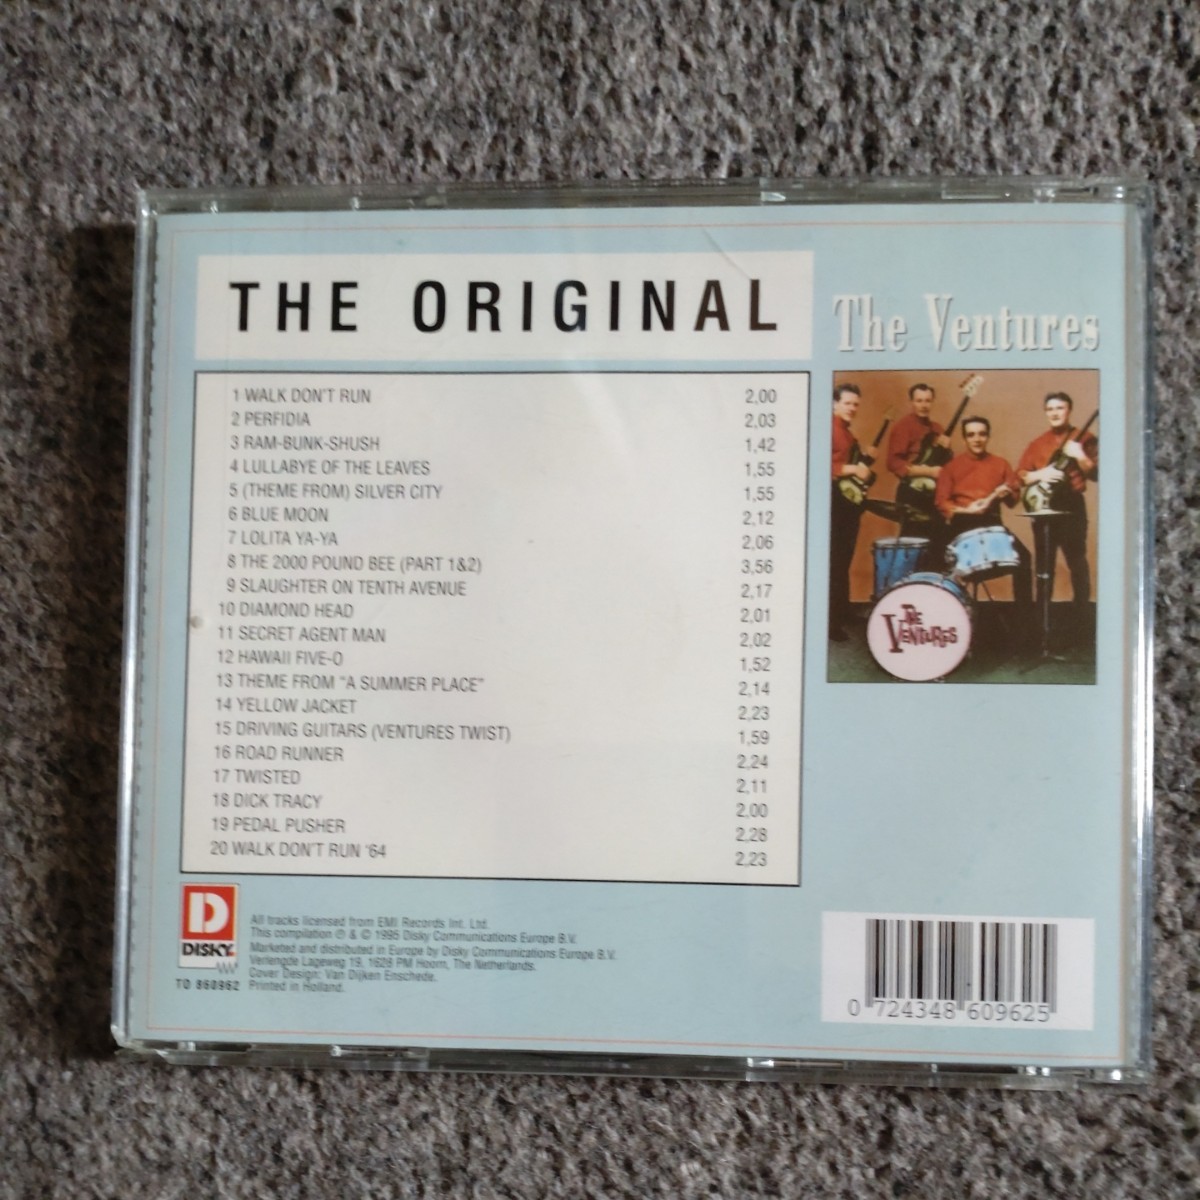 THE ORIGINAL
The Ventures
1 WALK DON'T RUN 2,00
2 PERFIDIA 2,03
3 RAM-BUNK-SHUSH 1,42
4 LULLABYE OF THE LEAVES 1,55
5 (THEME FROM) SILVER CITY 1,55
6 BLUE MOON 2,12
7 LOLITA YA-YA 2,06
8 THE 2000 POUND BEE (PART 1&2) 3,56
9 SLAUGHTER ON TENTH AVENUE 2,17
10 DIAMOND HEAD 2,01
11 SECRET AGENT MAN 2,02
12 HAWAII FIVE-O 1,52
13 THEME FROM "A SUMMER PLACE" 2,14
14 YELLOW JACKET 2,23
15 DRIVING GUITARS (VENTURES TWIST) 1,59
16 ROAD RUNNER 2,24
17 TWISTED 2,11
18 DICK TRACY 2,00
19 PEDAL PUSHER 2,28
20 WALK DON'T RUN '64 2,23
THE
VENTURES
D
DISKY
TO 860962
All tracks licensed from EMI Records Int. Ltd.
This compilation ℗ & © 1995 Disky Communications Europe B.V.
Marketed and distributed in Europe by Disky Communications Europe B.V.
Verlengde Lageweg 19, 1628 PM Hoorn, The Netherlands.
Cover Design: Van Dijken Enschede.
Printed in Holland.
0 724348 609625